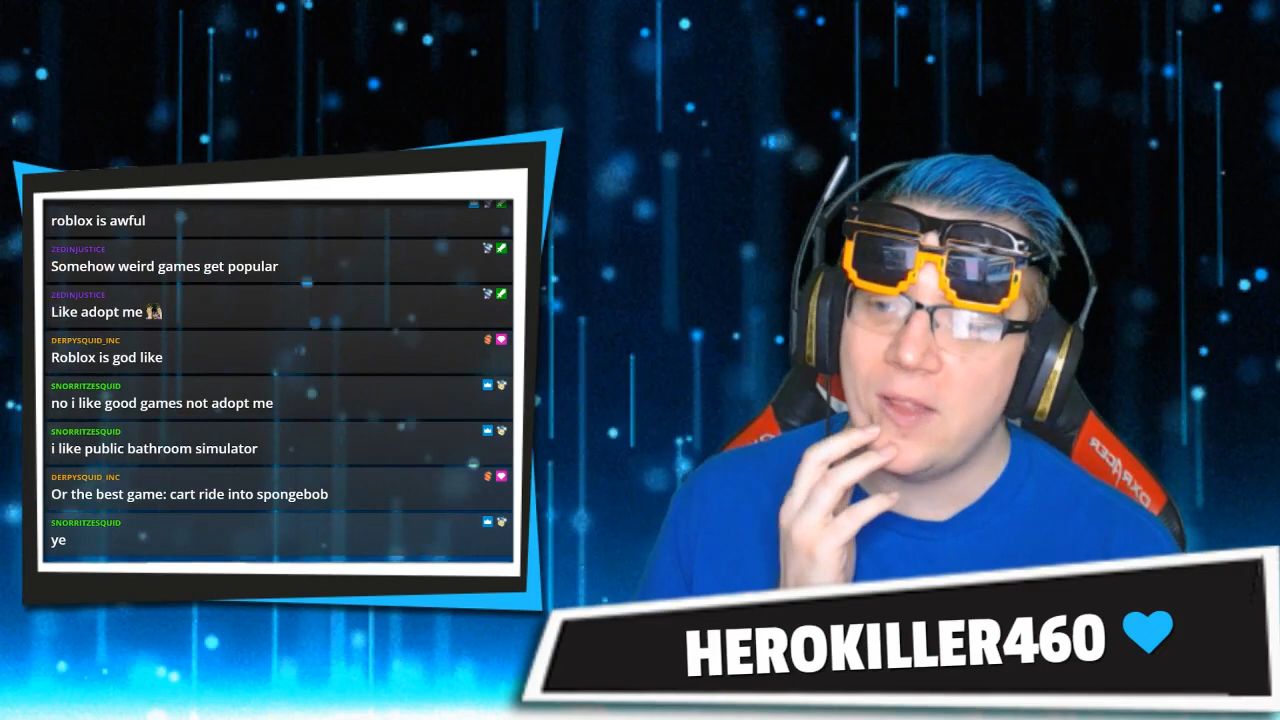 roblox is awful
ZEDINJUSTICE
Somehow weird games get popular
ZEDINJUSTICE
Like adopt me
DERPYSQUID_INC
Roblox is god like
SNORRITZESQUID
no i like good games not adopt me
SNORRITZESQUID
i like public bathroom simulator
DERPYSQUID_INC
Or the best game: cart ride into spongebob
SNORRITZESQUID
ye
HEROKILLER460